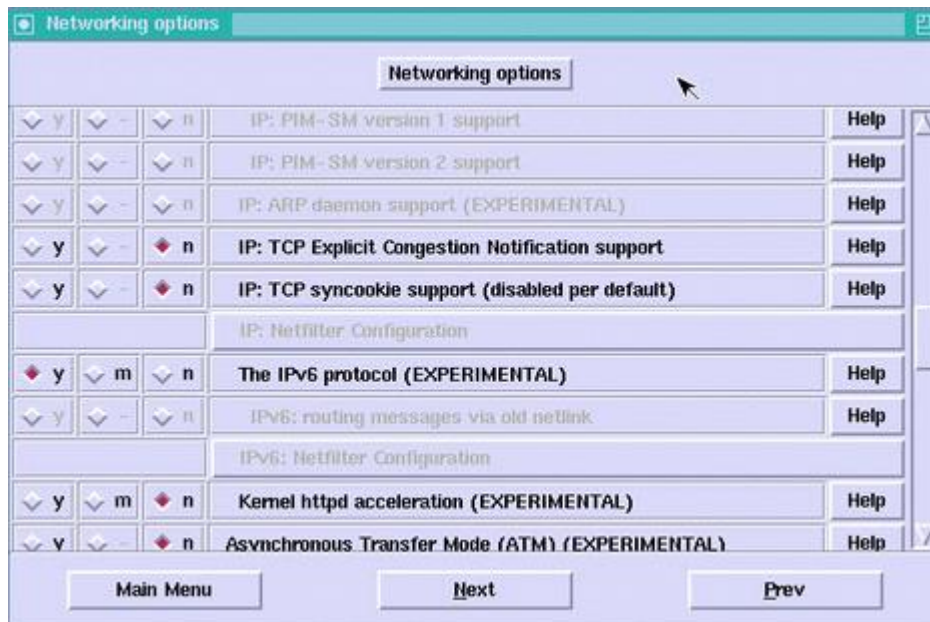 Networking options
Networking options
y - n IP: PIM-SM version 1 support Help
y - n IP: PIM-SM version 2 support Help
y - n IP: ARP daemon support (EXPERIMENTAL) Help
y - n IP: TCP Explicit Congestion Notification support Help
y - n IP: TCP syncookie support (disabled per default) Help
IP: Netfilter Configuration
y m n The IPv6 protocol (EXPERIMENTAL) Help
y - n IPv6: routing messages via old netlink Help
IPv6: Netfilter Configuration
y m n Kernel httpd acceleration (EXPERIMENTAL) Help
y - n Asynchronous Transfer Mode (ATM) (EXPERIMENTAL) Help
Main Menu Next Prev